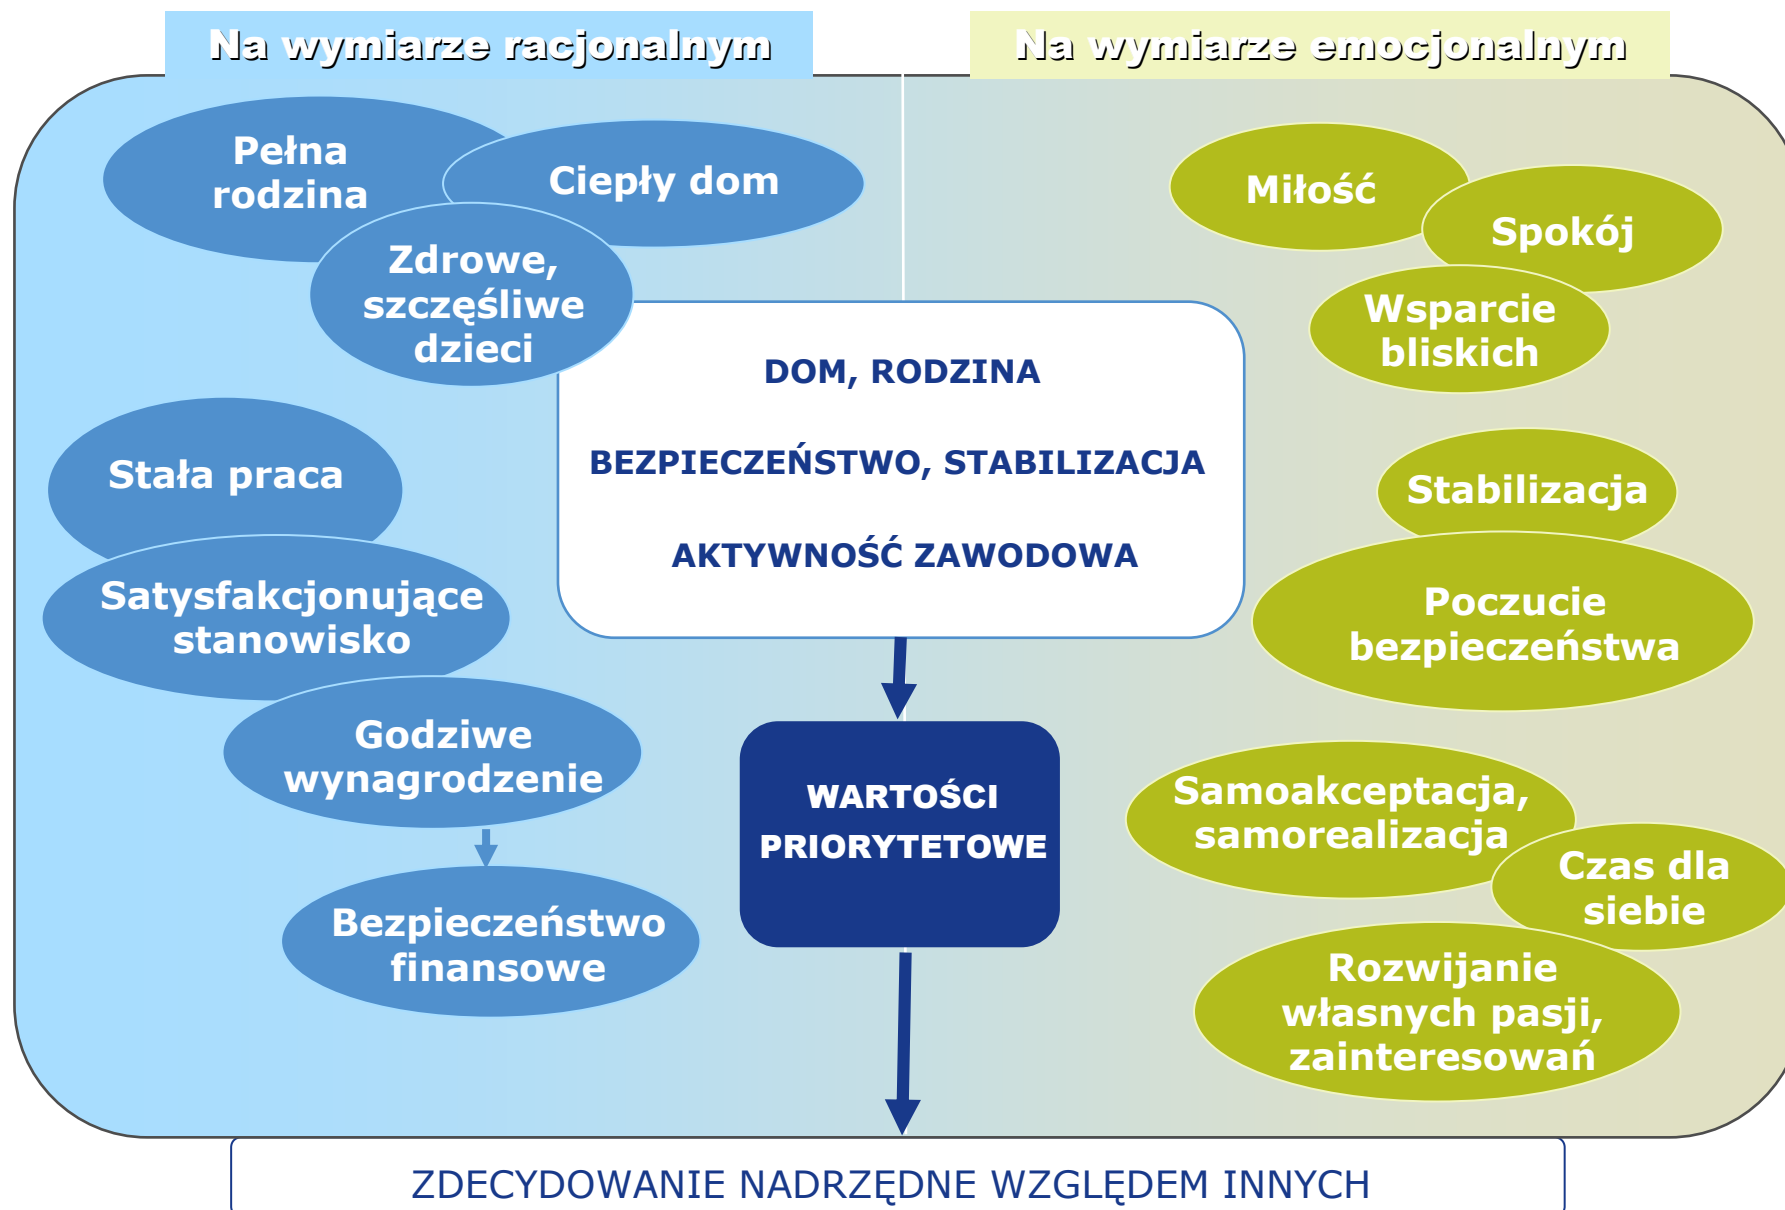 Na wymiarze racjonalnym
Na wymiarze emocjonalnym
Pełna
rodzina
Ciepły dom
Zdrowe,
szczęśliwe
dzieci
Stała praca
Satysfakcjonujące
stanowisko
Godziwe
wynagrodzenie
Bezpieczeństwo
finansowe
DOM, RODZINA
BEZPIECZEŃSTWO, STABILIZACJA
AKTYWNOŚĆ ZAWODOWA
WARTOŚCI
PRIORYTETOWE
Miłość
Spokój
Wsparcie
bliskich
Stabilizacja
Poczucie
bezpieczeństwa
Samoakceptacja,
samorealizacja
Czas dla
siebie
Rozwijanie
własnych pasji,
zainteresowań
ZDECYDOWANIE NADRZĘDNE WZGLĘDEM INNYCH